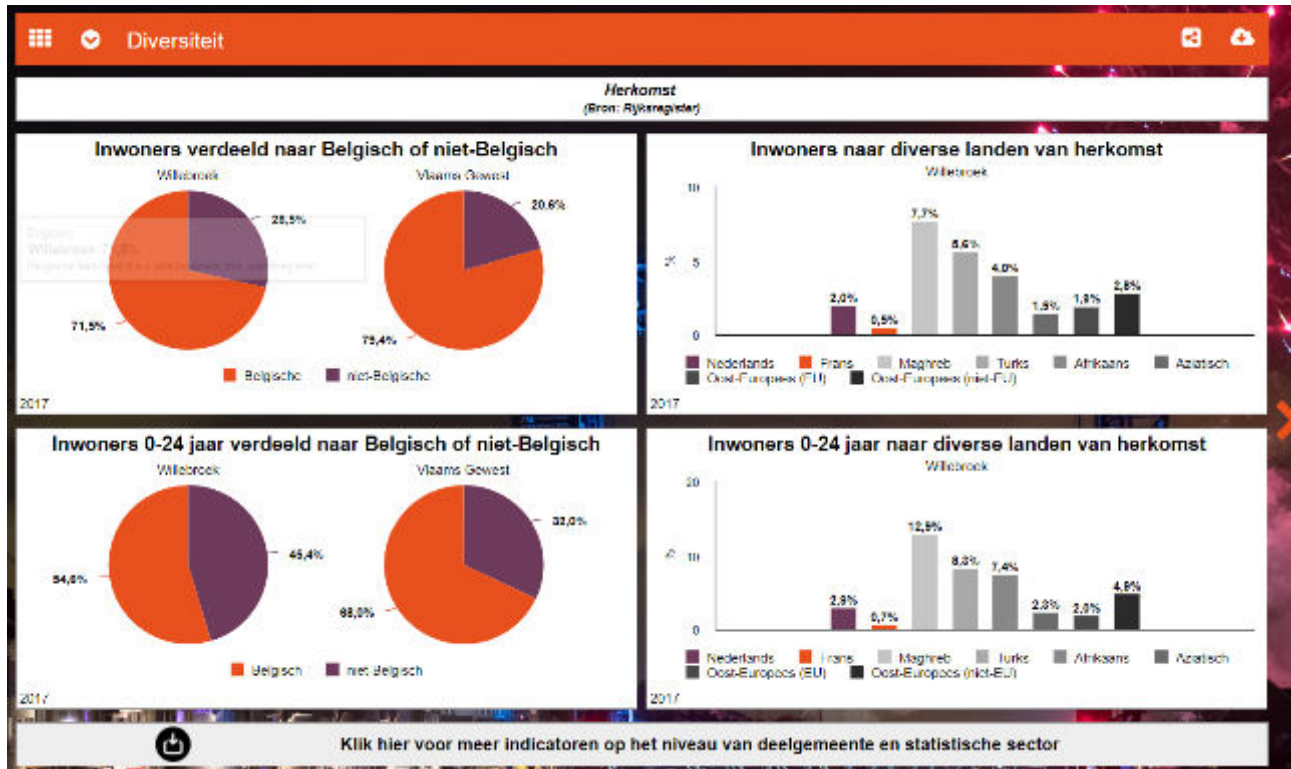 Diversiteit
Herkomst
(Bron: Rijksregister)
Inwoners verdeeld naar Belgisch of niet-Belgisch
Willebroek
Vlaams Gewest
28,5%
20,6%
71,5%
79,4%
Belgische
niet-Belgische
2017
Inwoners naar diverse landen van herkomst
Willebroek
10
%
5
0
2,0%
0,5%
7,7%
5,6%
4,0%
1,5%
1,9%
2,8%
Nederlands
Frans
Maghreb
Turks
Afrikaans
Aziatisch
Oost-Europees (EU)
Oost-Europees (niet-EU)
2017
Inwoners 0-24 jaar verdeeld naar Belgisch of niet-Belgisch
Willebroek
Vlaams Gewest
45,4%
32,0%
54,6%
68,0%
Belgisch
niet-Belgisch
2017
Inwoners 0-24 jaar naar diverse landen van herkomst
Willebroek
20
%
10
0
2,9%
0,7%
12,9%
8,3%
7,4%
2,3%
2,0%
4,9%
Nederlands
Frans
Maghreb
Turks
Afrikaans
Aziatisch
Oost-Europees (EU)
Oost-Europees (niet-EU)
2017
Klik hier voor meer indicatoren op het niveau van deelgemeente en statistische sector